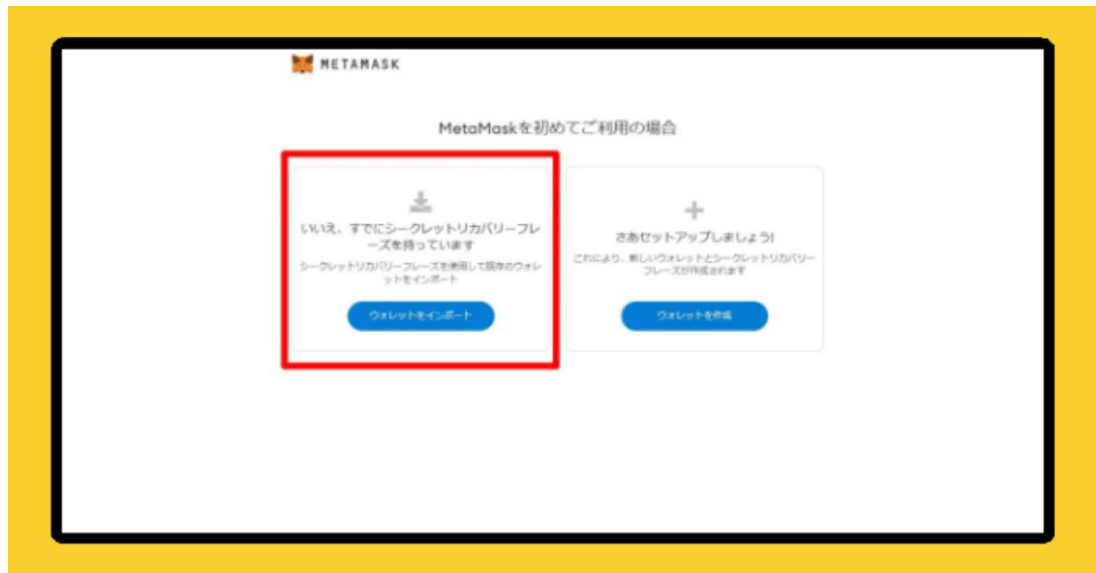 METAMASK
MetaMaskを初めてご利用の場合
いいえ、すでにシークレットリカバリーフレ
ーズを持っています
シークレットリカバリーフレーズを使用して既存のウォレ
ットをインポート
ウォレットをインポート
さあセットアップしましょう!
これにより、新しいウォレットとシークレットリカバリー
フレーズが作成されます
ウォレットを作成